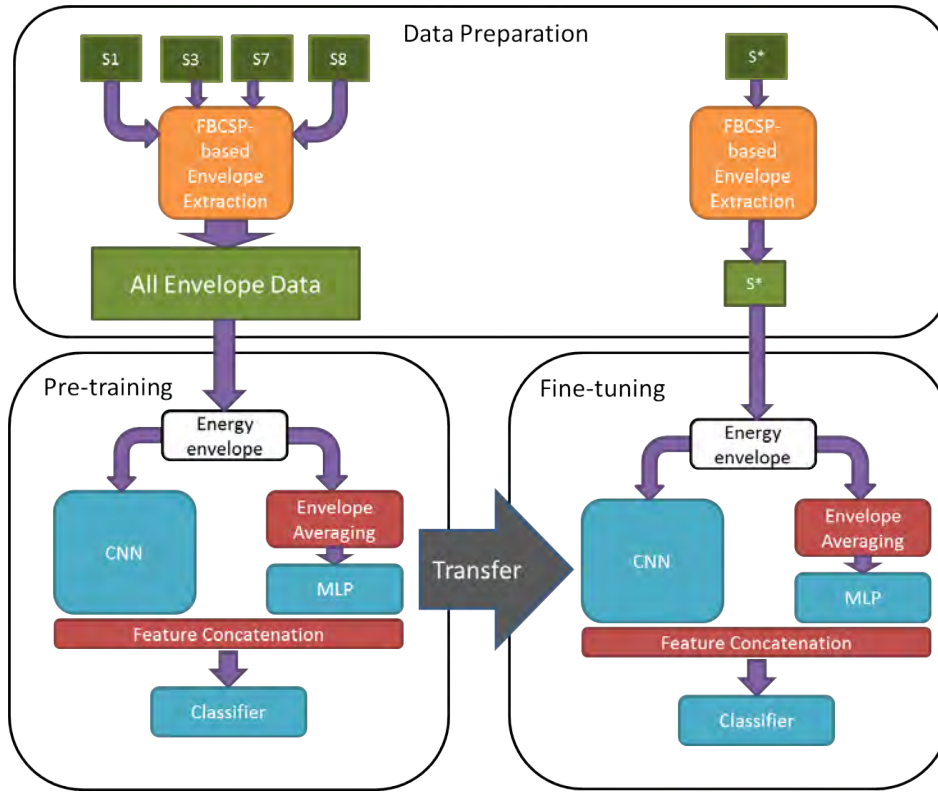 Data Preparation
S1
S3
S7
S8
S*
FBCSP-
based
Envelope
Extraction
FBCSP-
based
Envelope
Extraction
All Envelope Data
S*
Pre-training
Energy
envelope
CNN
Envelope
Averaging
MLP
Feature Concatenation
Classifier
Transfer
Fine-tuning
Energy
envelope
CNN
Envelope
Averaging
MLP
Feature Concatenation
Classifier